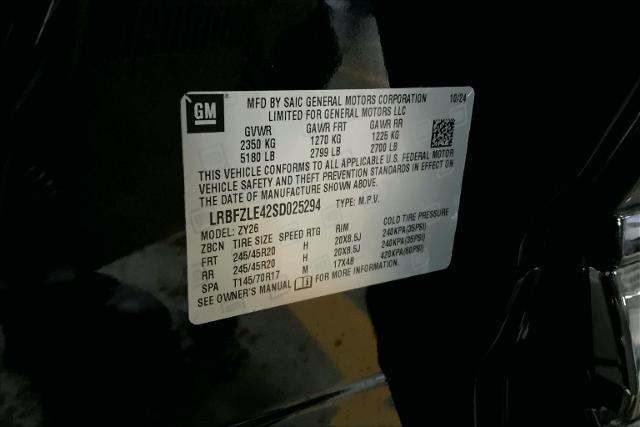 GM
MFD BY SAIC GENERAL MOTORS CORPORATION 10/24
LIMITED FOR GENERAL MOTORS LLC
GVWR GAWR FRT GAWR RR
2350 KG 1270 KG 1225 KG
5180 LB 2799 LB 2700 LB
THIS VEHICLE CONFORMS TO ALL APPLICABLE U.S. FEDERAL MOTOR
VEHICLE SAFETY AND THEFT PREVENTION STANDARDS IN EFFECT ON
THE DATE OF MANUFACTURE SHOWN ABOVE.
LRBFZLE42SD025294 TYPE: M.P.V.
MODEL: ZY26
ZBCN TIRE SIZE SPEED RTG RIM COLD TIRE PRESSURE
FRT 245/45R20 H 20X8.5J 240KPA(35PSI)
RR 245/45R20 H 20X8.5J 240KPA(35PSI)
SPA T145/70R17 M 17X4B 420KPA(60PSI)
SEE OWNER'S MANUAL FOR MORE INFORMATION.